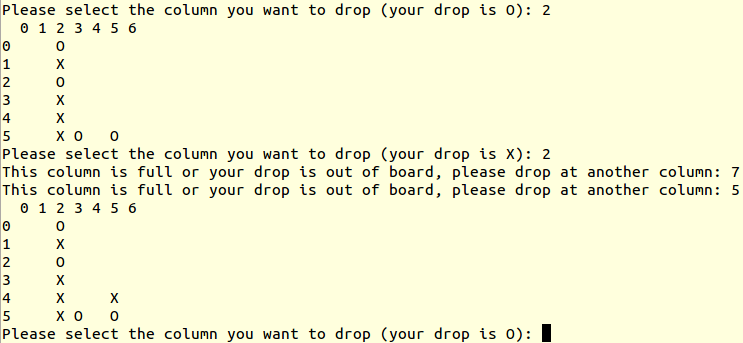 Please select the column you want to drop (your drop is O): 2
  0 1 2 3 4 5 6
0     O
1     X
2     O
3     X
4     X
5     X O   O
Please select the column you want to drop (your drop is X): 2
This column is full or your drop is out of board, please drop at another column: 7
This column is full or your drop is out of board, please drop at another column: 5
  0 1 2 3 4 5 6
0     O
1     X
2     O
3     X
4     X     X
5     X O   O
Please select the column you want to drop (your drop is O):